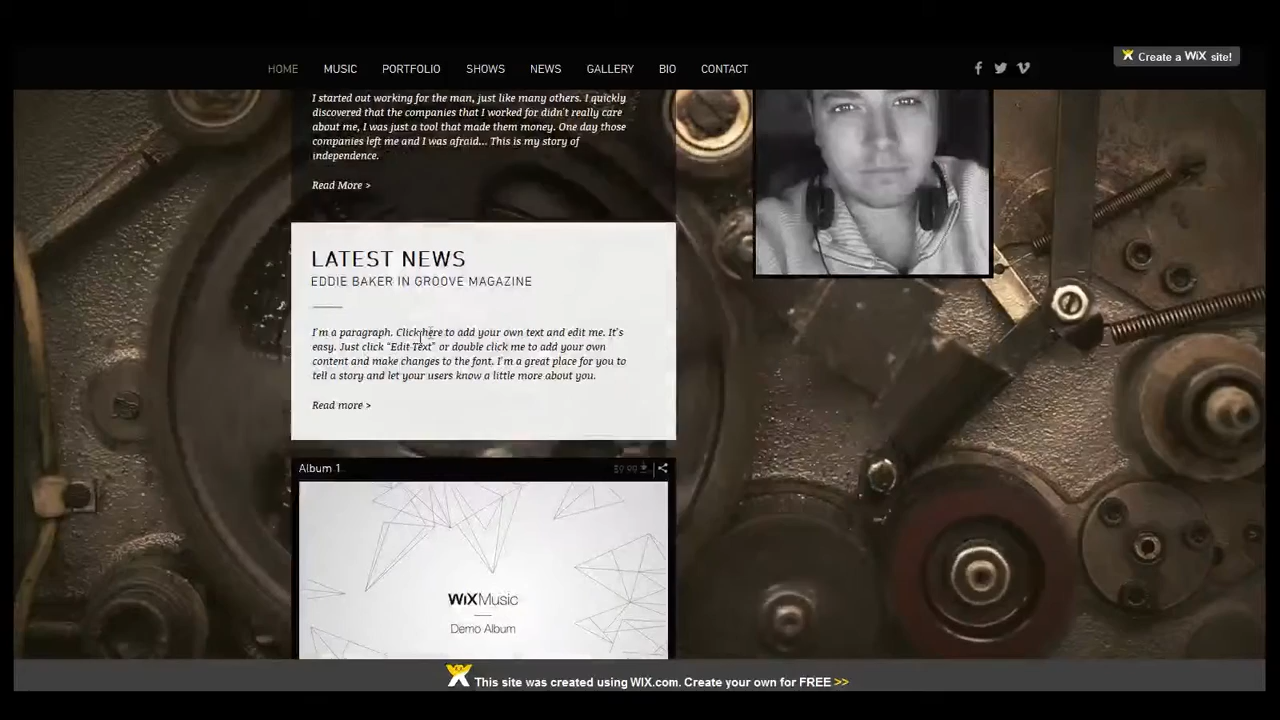 HOME MUSIC PORTFOLIO SHOWS NEWS GALLERY BIO CONTACT
Create a WiX site!
I started out working for the man, just like many others. I quickly
discovered that the companies that I worked for didn't really care
about me, I was just a tool that made them money. One day those
companies left me and I was afraid... This is my story of
independence.
Read More >
LATEST NEWS
EDDIE BAKER IN GROOVE MAGAZINE
I'm a paragraph. Click here to add your own text and edit me. It's
easy. Just click "Edit Text" or double click me to add your own
content and make changes to the font. I'm a great place for you to
tell a story and let your users know a little more about you.
Read more >
Album 1
WiXMusic
Demo Album
This site was created using WIX.com. Create your own for FREE >>